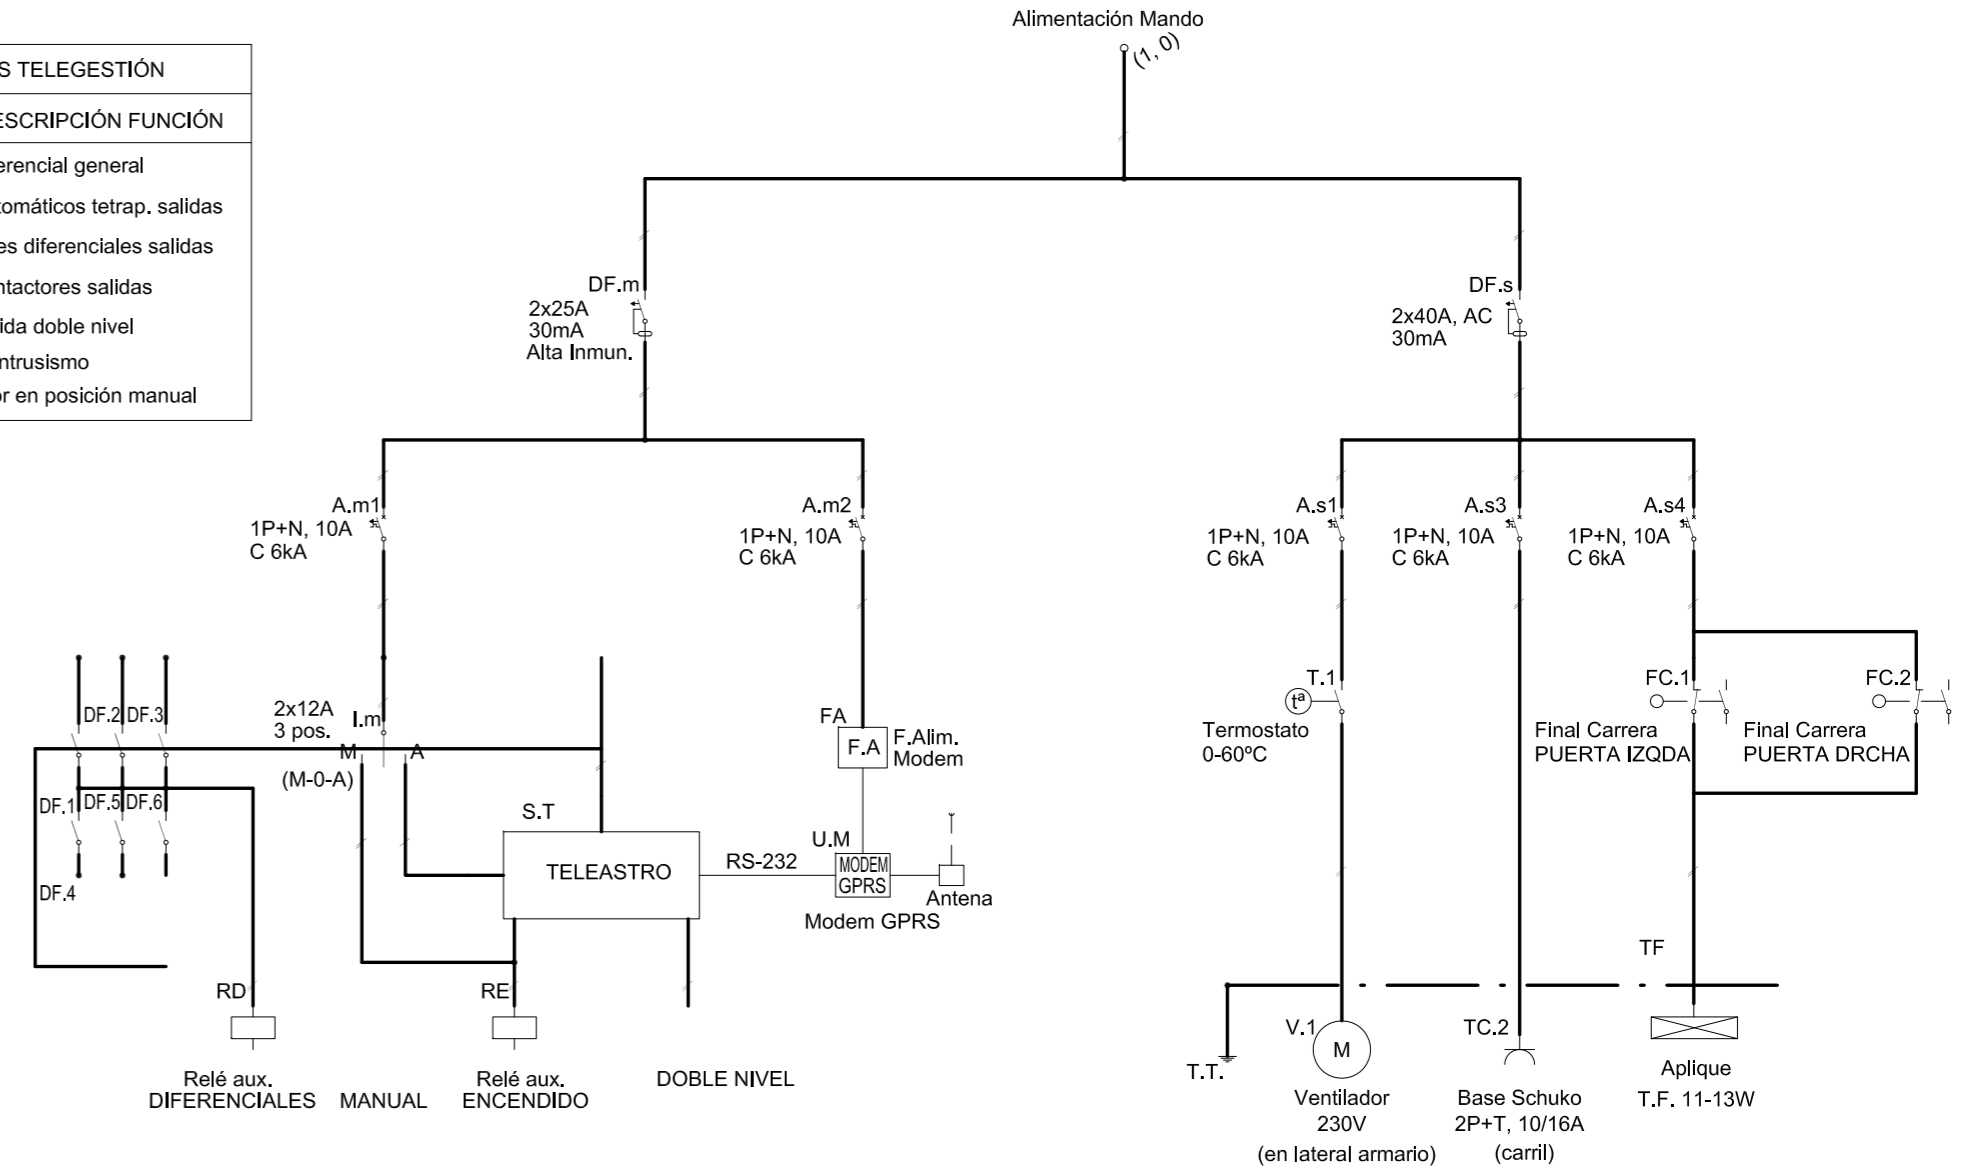 Alimentación Mando
(1, 0)
S TELEGESTIÓN
ESCRIPCIÓN FUNCIÓN
erencial general
tomáticos tetrap. salidas
es diferenciales salidas
ntactores salidas
ida doble nivel
ntrusismo
or en posición manual
DF.m
2x25A
30mA
Alta Inmun.
DF.s
2x40A, AC
30mA
A.m1
1P+N, 10A
C 6kA
A.m2
1P+N, 10A
C 6kA
A.s1
1P+N, 10A
C 6kA
A.s3
1P+N, 10A
C 6kA
A.s4
1P+N, 10A
C 6kA
DF.2
DF.3
DF.1
DF.5
DF.6
DF.4
2x12A
3 pos.
I.m
M
A
(M-0-A)
S.T
TELEASTRO
RS-232
FA
F.A
F.Alim.
Modem
U.M
MODEM
GPRS
Modem GPRS
Antena
T.1
tª
Termostato
0-60ºC
FC.1
Final Carrera
PUERTA IZQDA
FC.2
Final Carrera
PUERTA DRCHA
RD
Relé aux.
DIFERENCIALES
MANUAL
RE
Relé aux.
ENCENDIDO
DOBLE NIVEL
T.T.
V.1
M
Ventilador
230V
(en lateral armario)
TC.2
Base Schuko
2P+T, 10/16A
(carril)
TF
Aplique
T.F. 11-13W